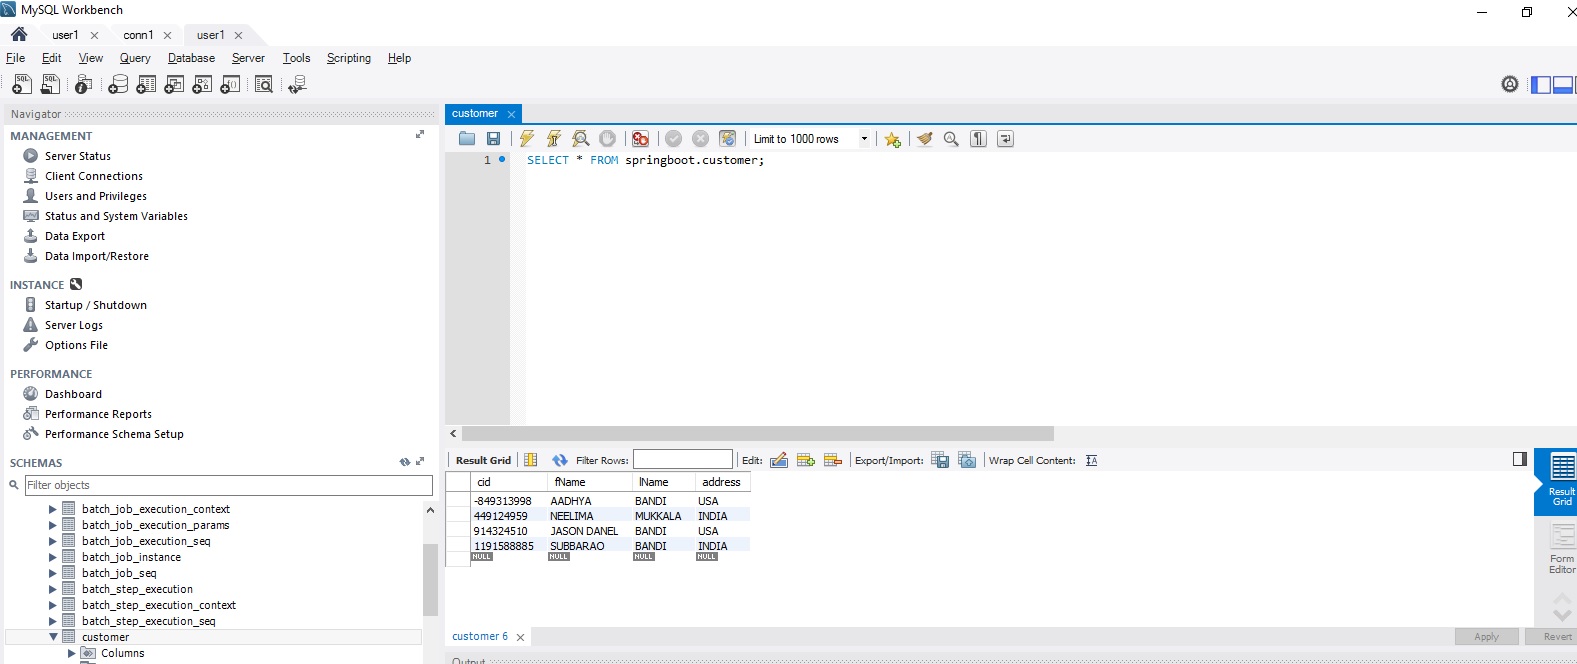 MySQL Workbench
user1 conn1 user1
File Edit View Query Database Server Tools Scripting Help
Navigator
MANAGEMENT
Server Status
Client Connections
Users and Privileges
Status and System Variables
Data Export
Data Import/Restore
INSTANCE
Startup / Shutdown
Server Logs
Options File
PERFORMANCE
Dashboard
Performance Reports
Performance Schema Setup
SCHEMAS
Filter objects
batch_job_execution_context
batch_job_execution_params
batch_job_execution_seq
batch_job_instance
batch_job_seq
batch_step_execution
batch_step_execution_context
batch_step_execution_seq
customer
Columns
customer
Limit to 1000 rows
1 SELECT * FROM springboot.customer;
Result Grid Filter Rows: Edit: Export/Import: Wrap Cell Content:
cid fName lName address
-849313998 AADHYA BANDI USA
449124959 NEELIMA MUKKALA INDIA
914324510 JASON DANEL BANDI USA
1191588885 SUBBARAO BANDI INDIA
NULL NULL NULL NULL
Result
Grid
Form
Editor
customer 6
Apply Revert
Output